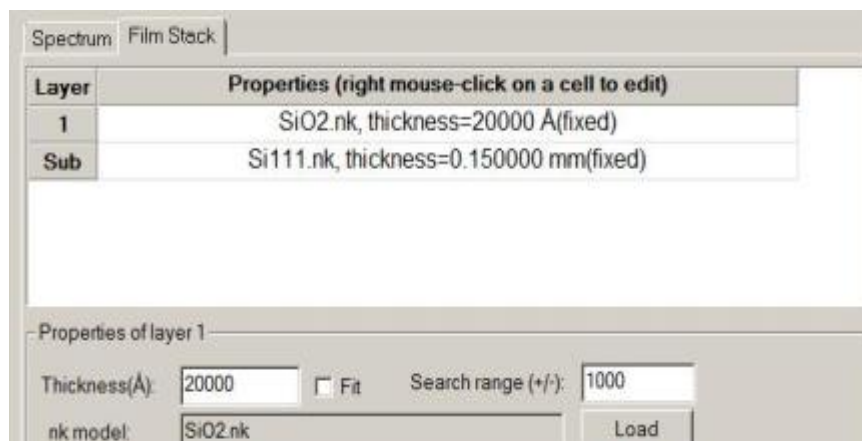 Spectrum Film Stack
Layer Properties (right mouse-click on a cell to edit)
1 SiO2.nk, thickness=20000 Å(fixed)
Sub Si111.nk, thickness=0.150000 mm(fixed)
Properties of layer 1
Thickness(Å): 20000 Fit Search range (+/-): 1000
nk model: SiO2.nk Load